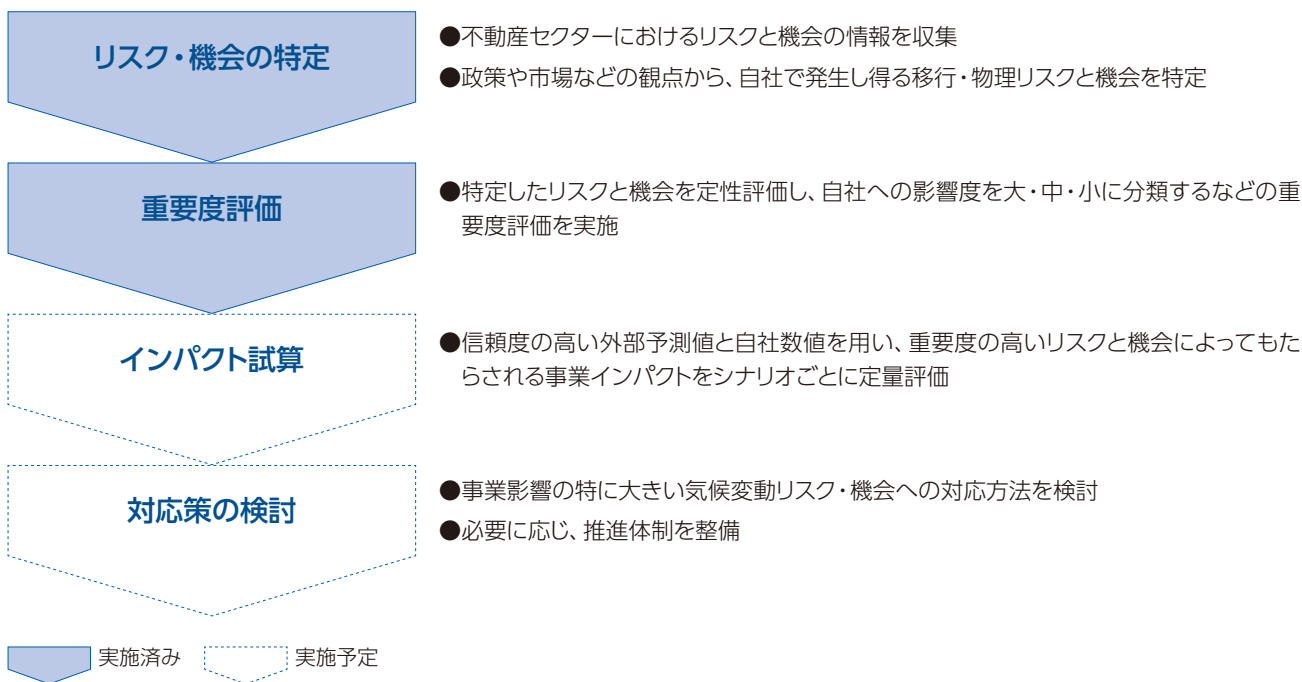 リスク・機会の特定
●不動産セクターにおけるリスクと機会の情報を収集
●政策や市場などの観点から、自社で発生し得る移行・物理リスクと機会を特定
重要度評価
●特定したリスクと機会を定性評価し、自社への影響度を大・中・小に分類するなどの重
要度評価を実施
インパクト試算
●信頼度の高い外部予測値と自社数値を用い、重要度の高いリスクと機会によってもた
らされる事業インパクトをシナリオごとに定量評価
対応策の検討
●事業影響の特に大きい気候変動リスク・機会への対応方法を検討
●必要に応じ、推進体制を整備
実施済み
実施予定